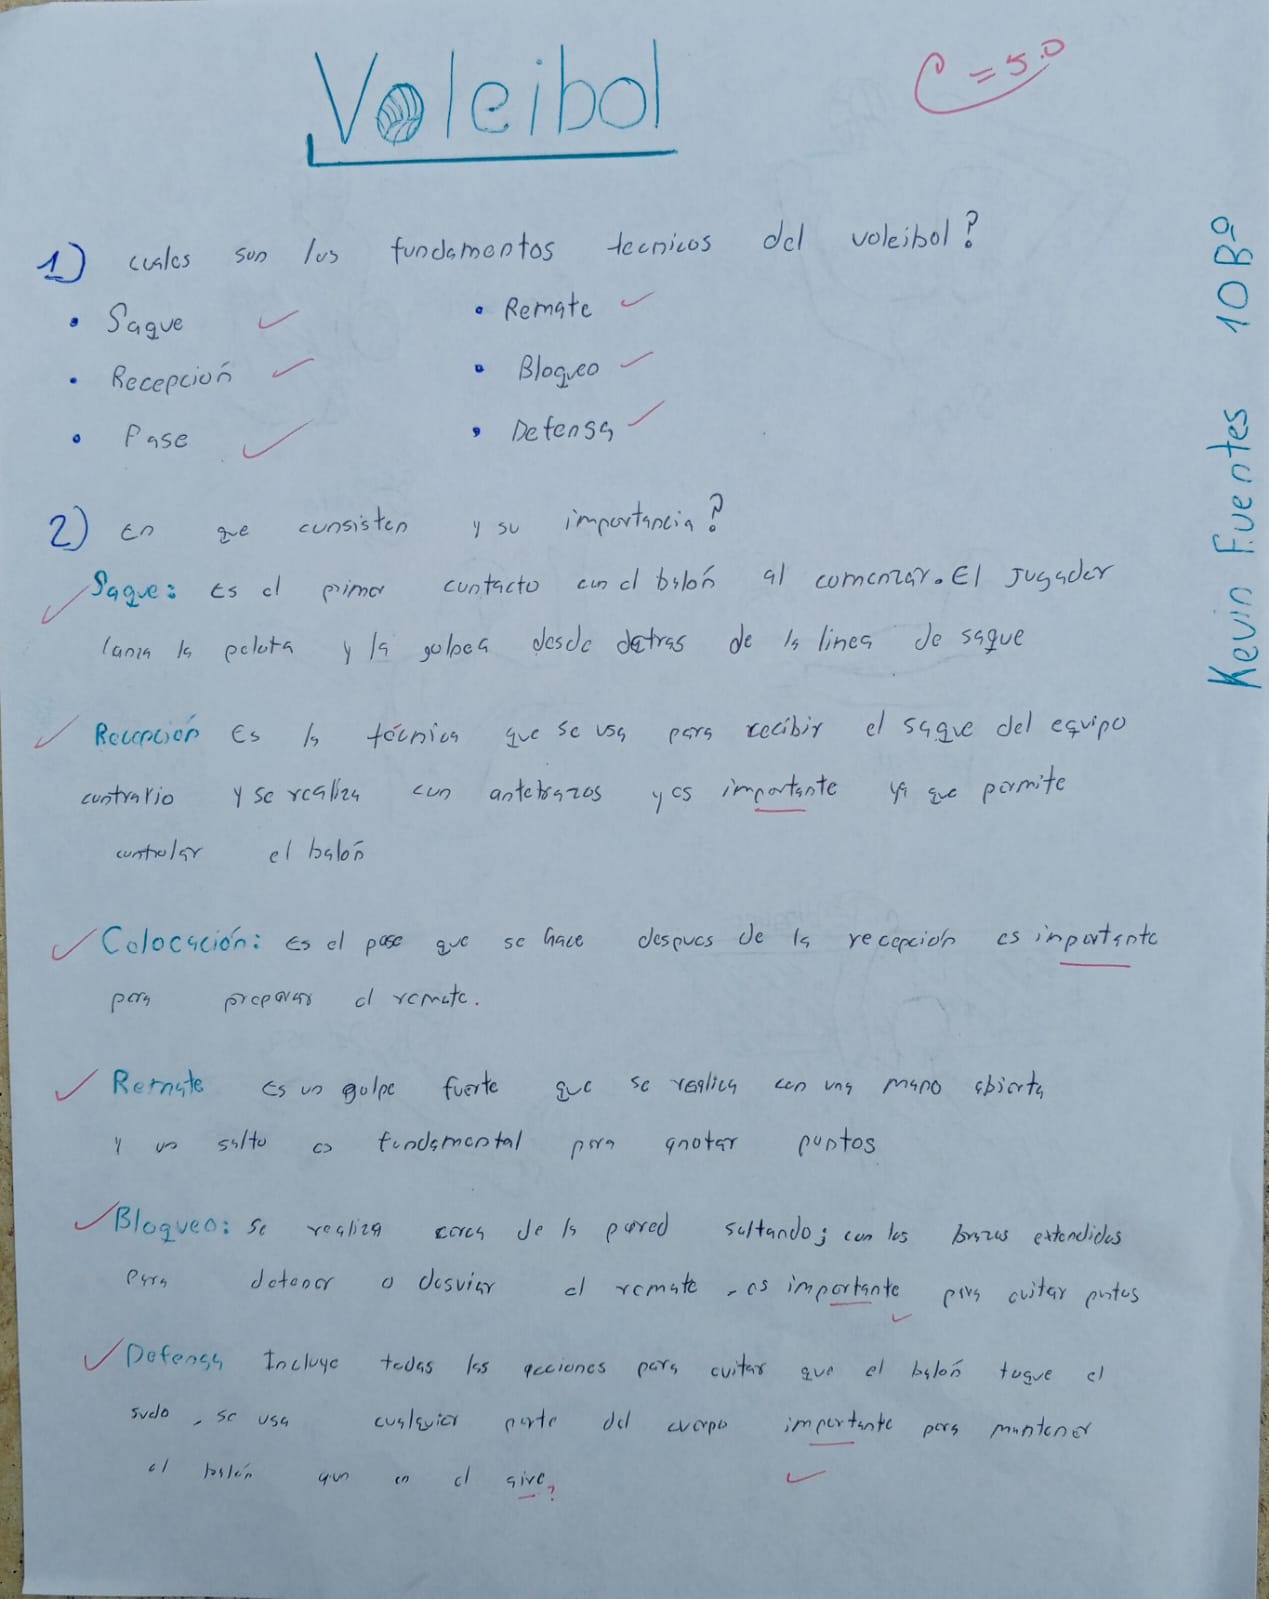 Voleibol
C = 5.0
Kevin Fuentes 10Bº
1) cuales son los fundamentos tecnicos del voleibol?
• Saque
• Remate
• Recepción
• Bloqueo
• Pase
• Defensa
2) En que consisten y su importancia?
Saque: Es el primer contacto con el balón al comenzar. El Jugador
lanza la pelota y la golpea desde detras de la linea de saque
Recepción Es la técnica que se usa para recibir el saque del equipo
contrario y se realiza con antebrazos y es importante ya que permite
controlar el balón
Colocación: Es el pase que se hace despues de la recepción es importante
para preparar el remate.
Remate Es un golpe fuerte que se realica con una mano abierta
y un salto es fundamental para anotar puntos
Bloqueo: Se realiza cerca de la pared saltando; con los brazos extendidos
para detener o desviar el remate, es importante para evitar puntos
Defensa Incluye todas las acciones para evitar que el balón toque el
suelo, se usa cualquier parte del cuerpo importante para mantener
el balón aun en el aire ?